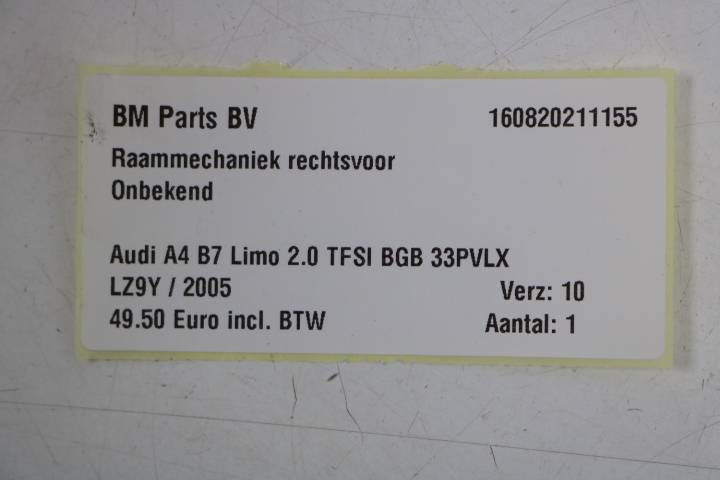 BM Parts BV 160820211155
Raammechaniek rechtsvoor
Onbekend
Audi A4 B7 Limo 2.0 TFSI BGB 33PVLX
LZ9Y / 2005 Verz: 10
49.50 Euro incl. BTW Aantal: 1